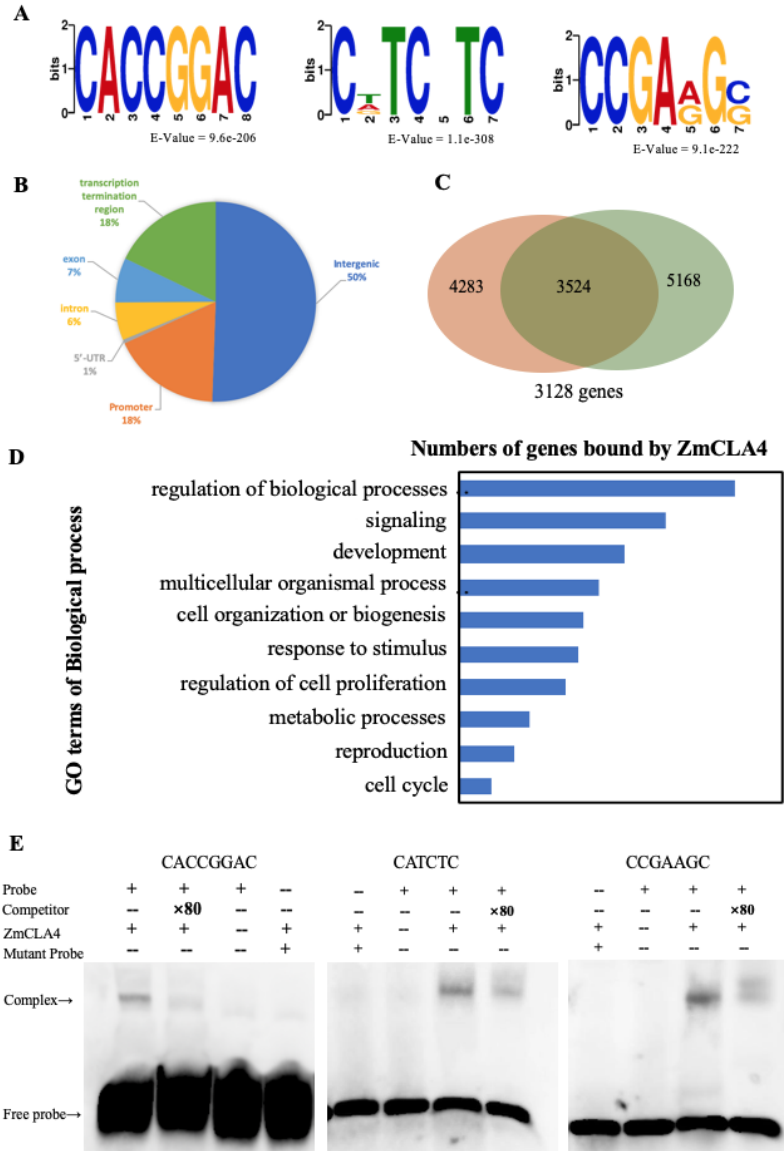 A
2
bits
1
0
CACCGGAC
1 2 3 4 5 6 7 8
E-Value = 9.6e-206
2
bits
1
0
CTTC TC
1 2 3 4 5 6 7
E-Value = 1.1e-308
2
bits
1
0
CCGAAGC
G G
1 2 3 4 5 6 7
E-Value = 9.1e-222
B
transcription
termination
region
18%
exon
7%
intron
6%
5'-UTR
1%
Promoter
18%
Intergenic
50%
C
4283
3524
5168
3128 genes
D
Numbers of genes bound by ZmCLA4
GO terms of Biological process
regulation of biological processes
signaling
development
multicellular organismal process
cell organization or biogenesis
response to stimulus
regulation of cell proliferation
metabolic processes
reproduction
cell cycle
E
CACCGGAC CATCTC CCGAAGC
Probe + + + -- -- + + + -- + + +
Competitor -- ×80 -- -- -- -- -- ×80 -- -- -- ×80
ZmCLA4 + + -- + + -- + + + -- + +
Mutant Probe -- -- -- + + -- -- -- + -- -- --
Complex→
Free probe→